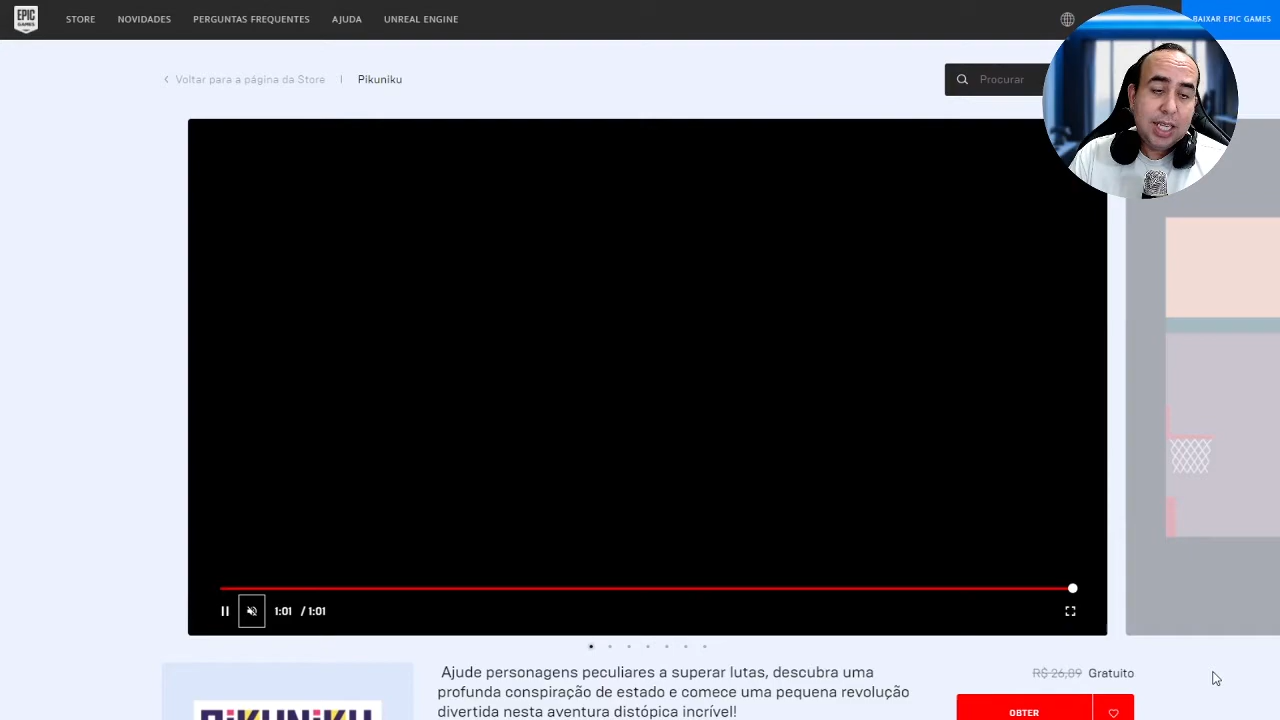 EPIC GAMES
STORE
NOVIDADES
PERGUNTAS FREQUENTES
AJUDA
UNREAL ENGINE
BAIXAR EPIC GAMES
Voltar para a página da Store
Pikuniku
Procurar
1:01 / 1:01
Ajude personagens peculiares a superar lutas, descubra uma
profunda conspiração de estado e comece uma pequena revolução
divertida nesta aventura distópica incrível!
R$ 26,89 Gratuito
OBTER
PIKUNIKU